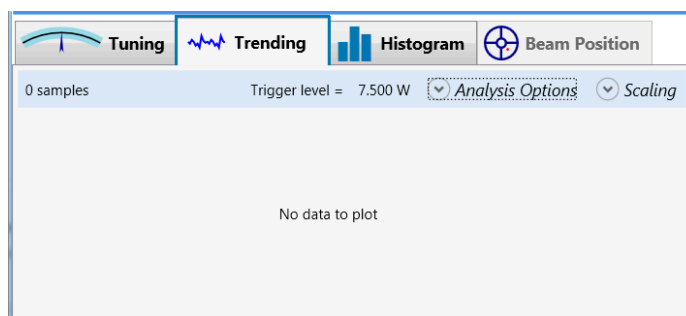 Tuning Trending Histogram Beam Position
0 samples Trigger level = 7.500 W Analysis Options Scaling
No data to plot